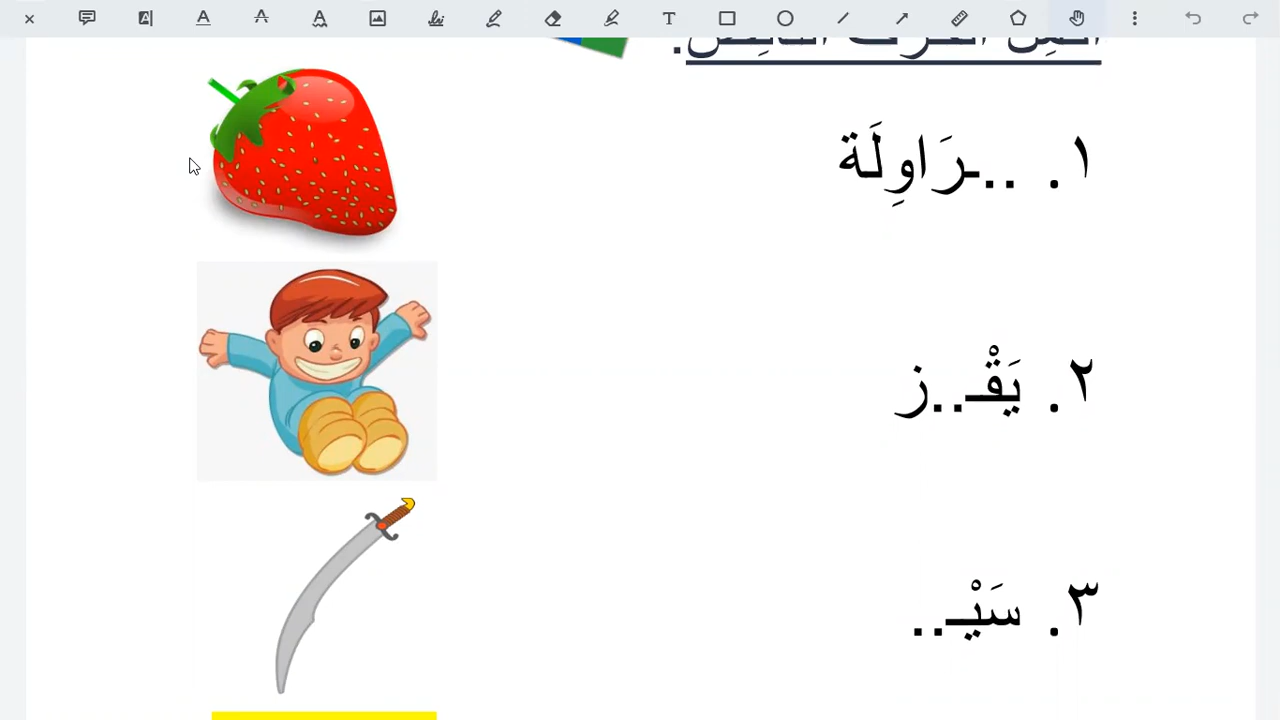 ١. ..ـرَاوِلَة
٢. يَقْـ..ز
٣. سَيْـ..